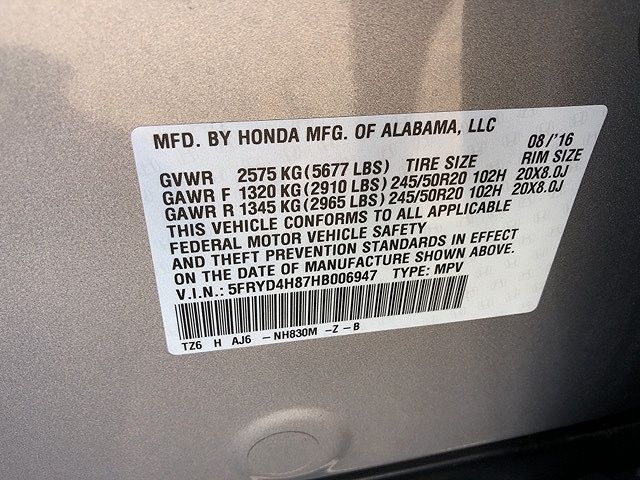 MFD. BY HONDA MFG. OF ALABAMA, LLC 08/'16
GVWR 2575 KG (5677 LBS) TIRE SIZE RIM SIZE
GAWR F 1320 KG (2910 LBS) 245/50R20 102H 20X8.0J
GAWR R 1345 KG (2965 LBS) 245/50R20 102H 20X8.0J
THIS VEHICLE CONFORMS TO ALL APPLICABLE
FEDERAL MOTOR VEHICLE SAFETY
AND THEFT PREVENTION STANDARDS IN EFFECT
ON THE DATE OF MANUFACTURE SHOWN ABOVE.
V.I.N.: 5FRYD4H87HB006947 TYPE: MPV
TZ6 H AJ6 -NH830M -Z-B